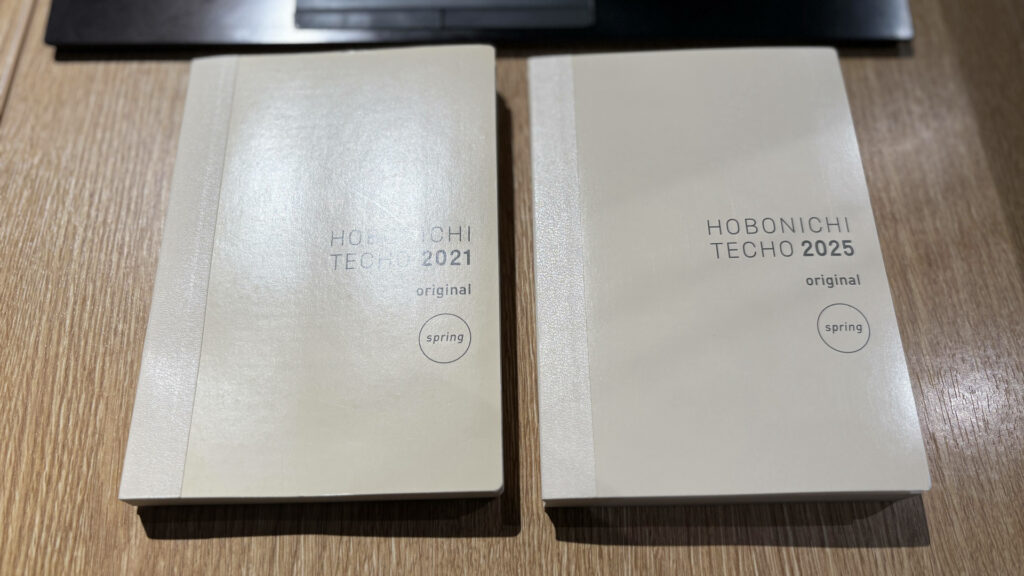 HOBONICHI
TECHO 2021
original
spring
HOBONICHI
TECHO 2025
original
spring